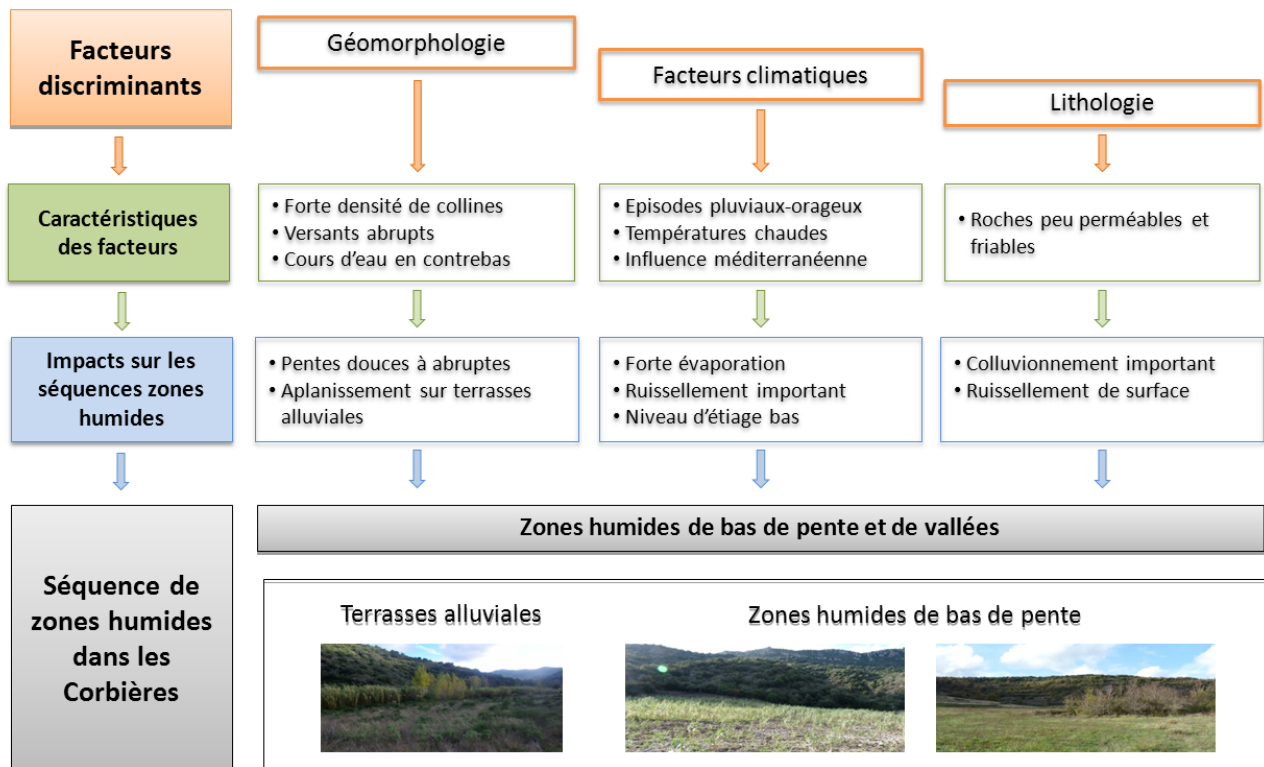 Facteurs
discriminants
Géomorphologie
Facteurs climatiques
Lithologie
Caractéristiques
des facteurs
• Forte densité de collines
• Versants abrupts
• Cours d'eau en contrebas
• Episodes pluviaux-orageux
• Températures chaudes
• Influence méditerranéenne
• Roches peu perméables et
friables
Impacts sur les
séquences zones
humides
• Pentes douces à abruptes
• Aplanissement sur terrasses
alluviales
• Forte évaporation
• Ruissellement important
• Niveau d'étiage bas
• Colluvionnement important
• Ruissellement de surface
Séquence de
zones humides
dans les
Corbières
Zones humides de bas de pente et de vallées
Terrasses alluviales
Zones humides de bas de pente